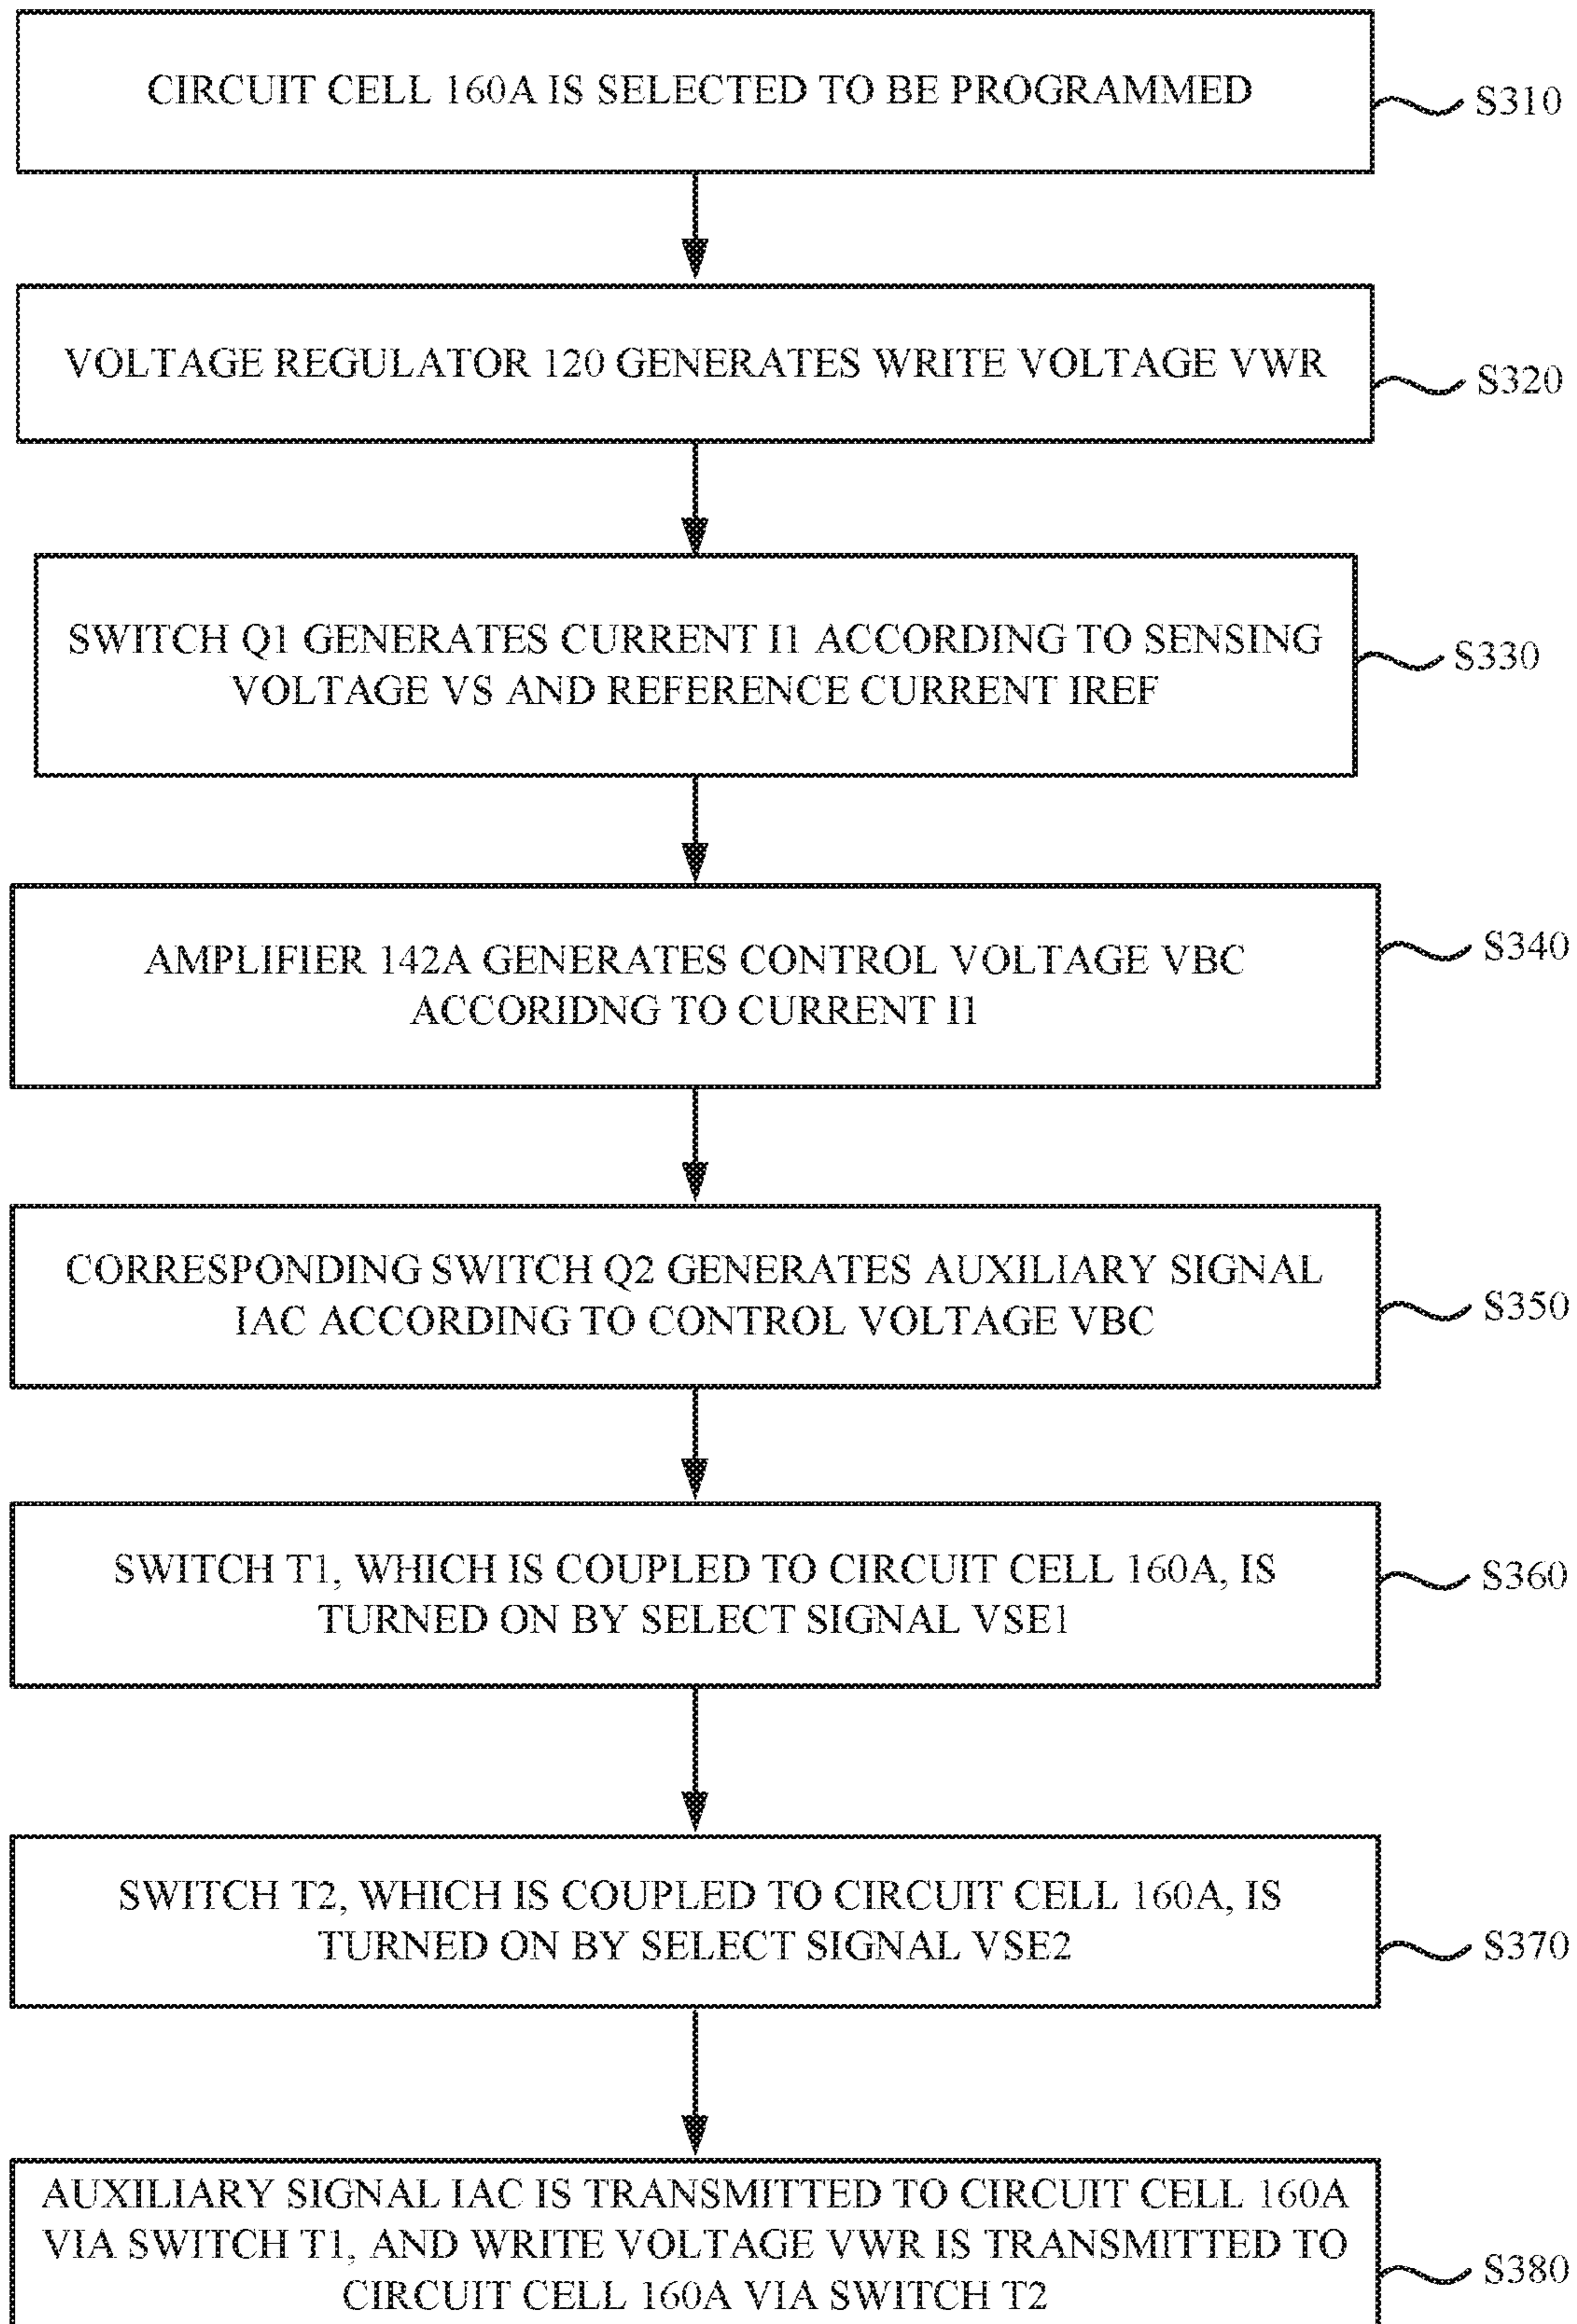 CIRCUIT CELL 160A IS SELECTED TO BE PROGRAMMED
S310
VOLTAGE REGULATOR 120 GENERATES WRITE VOLTAGE VWR
S320
SWITCH Q1 GENERATES CURRENT I1 ACCORDING TO SENSING
VOLTAGE VS AND REFERENCE CURRENT IREF
S330
AMPLIFIER 142A GENERATES CONTROL VOLTAGE VBC
ACCORIDNG TO CURRENT I1
S340
CORRESPONDING SWITCH Q2 GENERATES AUXILIARY SIGNAL
IAC ACCORDING TO CONTROL VOLTAGE VBC
S350
SWITCH T1, WHICH IS COUPLED TO CIRCUIT CELL 160A, IS
TURNED ON BY SELECT SIGNAL VSE1
S360
SWITCH T2, WHICH IS COUPLED TO CIRCUIT CELL 160A, IS
TURNED ON BY SELECT SIGNAL VSE2
S370
AUXILIARY SIGNAL IAC IS TRANSMITTED TO CIRCUIT CELL 160A
VIA SWITCH T1, AND WRITE VOLTAGE VWR IS TRANSMITTED TO
CIRCUIT CELL 160A VIA SWITCH T2
S380